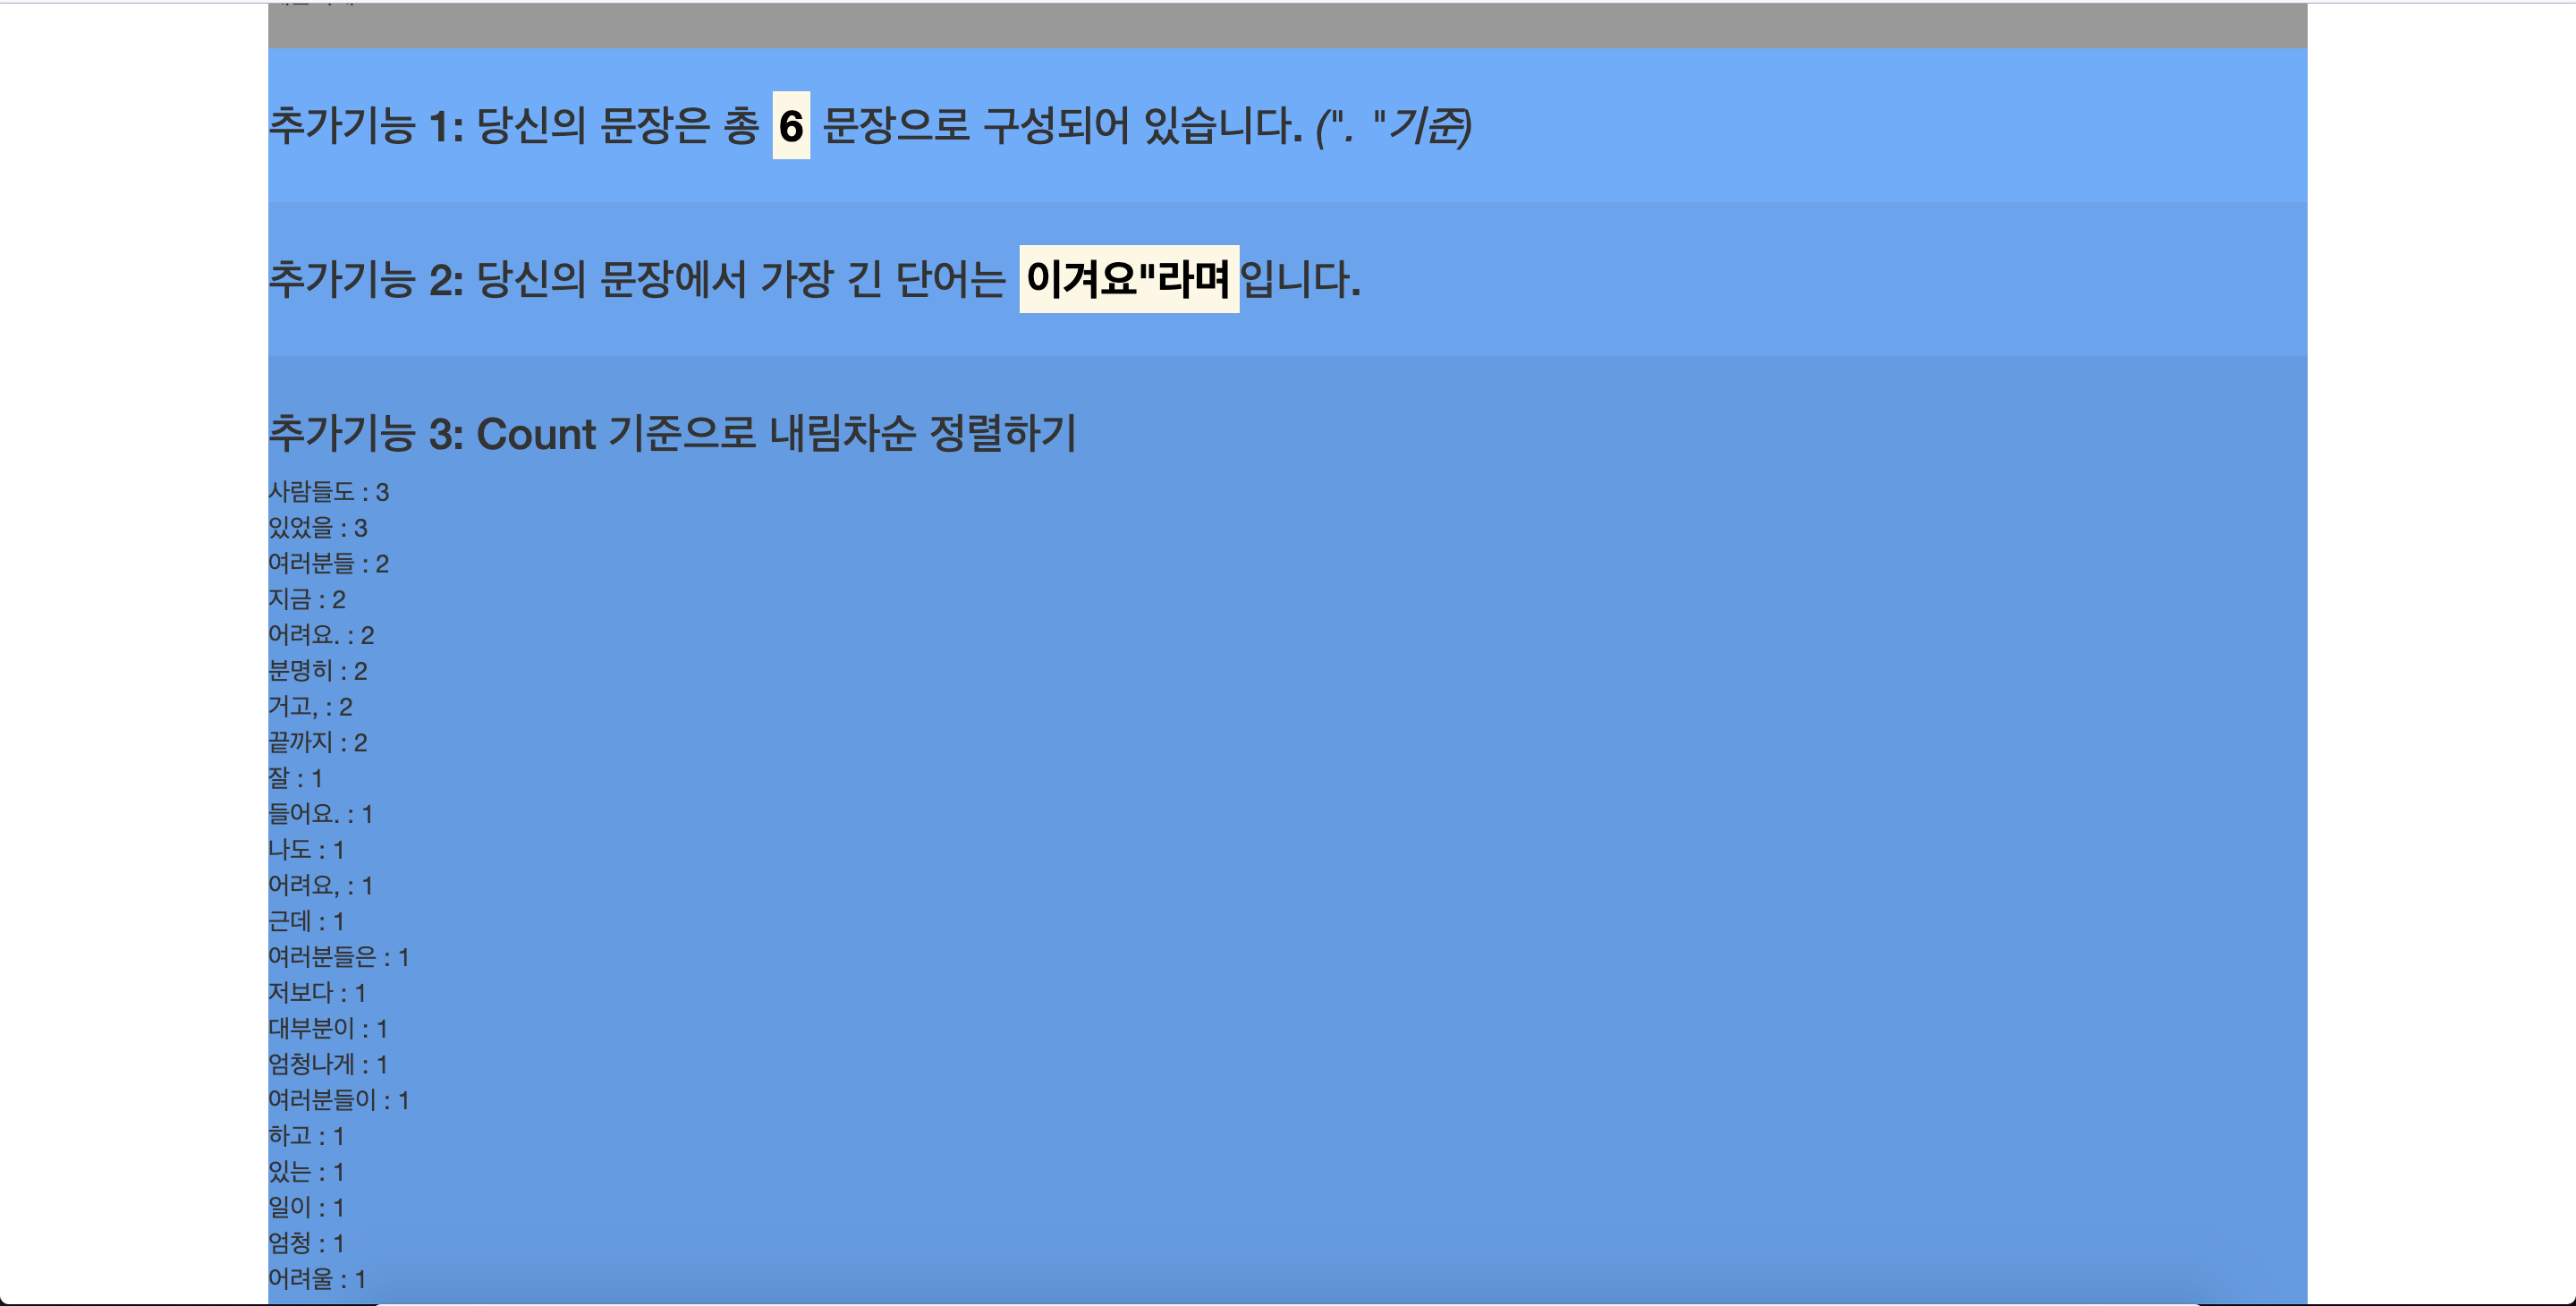 추가기능 1: 당신의 문장은 총 6 문장으로 구성되어 있습니다. (". "기준)
추가기능 2: 당신의 문장에서 가장 긴 단어는 이겨요"라며 입니다.
추가기능 3: Count 기준으로 내림차순 정렬하기
사람들도 : 3
있었을 : 3
여러분들 : 2
지금 : 2
어려요. : 2
분명히 : 2
거고, : 2
끝까지 : 2
잘 : 1
들어요. : 1
나도 : 1
어려요, : 1
근데 : 1
여러분들은 : 1
저보다 : 1
대부분이 : 1
엄청나게 : 1
여러분들이 : 1
하고 : 1
있는 : 1
일이 : 1
엄청 : 1
어려울 : 1